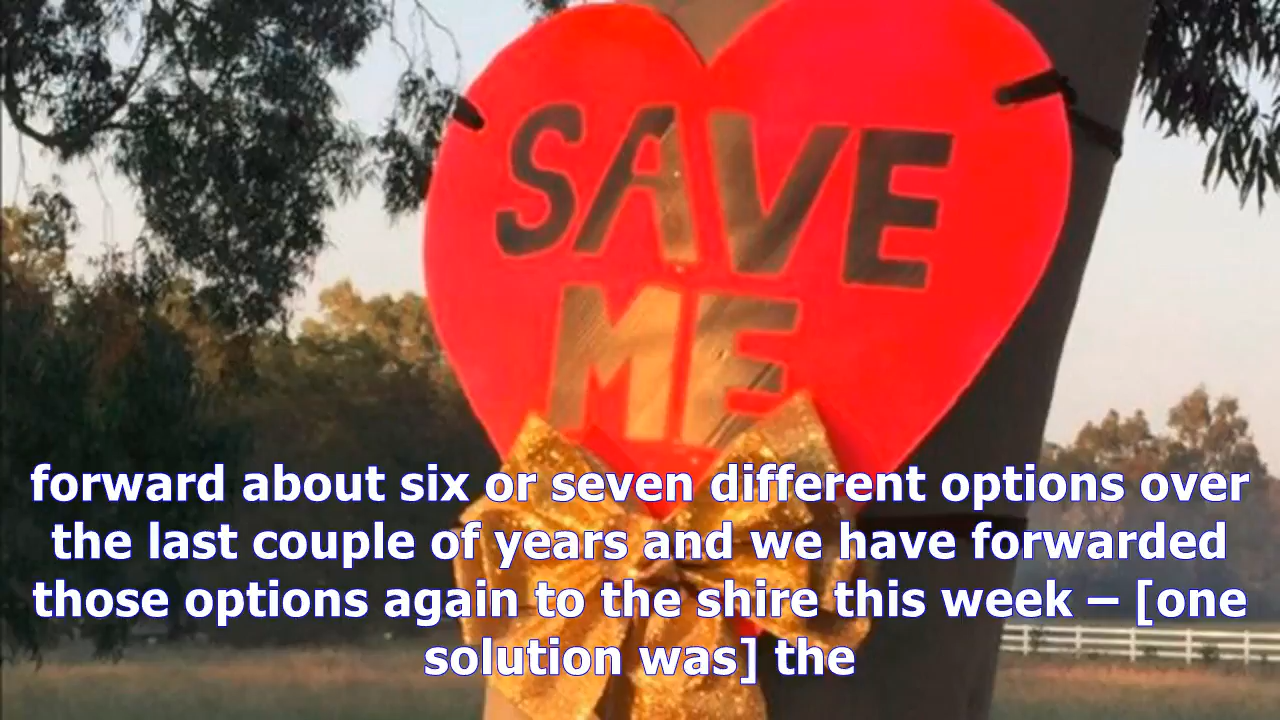 SAVE
ME
forward about six or seven different options over
the last couple of years and we have forwarded
those options again to the shire this week – [one
solution was] the